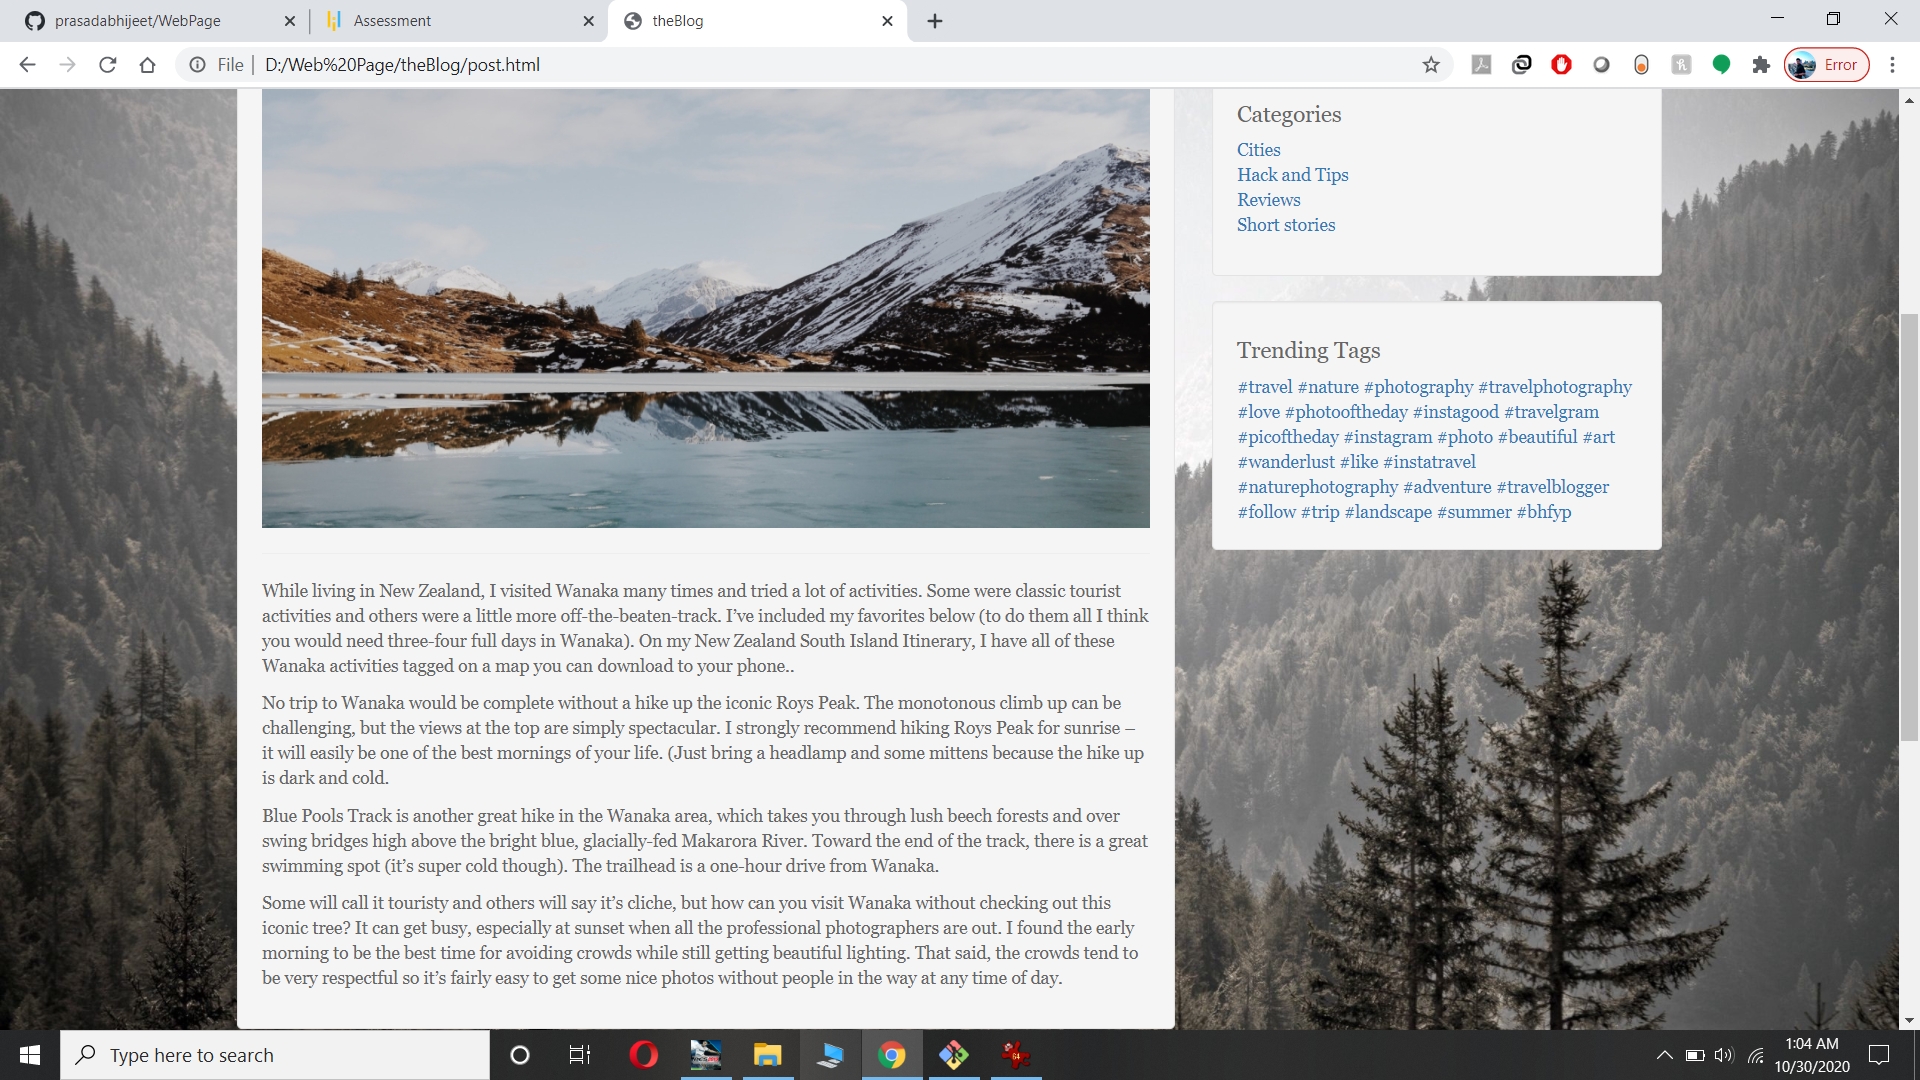 prasadabhijeet/WebPage
Assessment
theBlog
File
D:/Web%20Page/theBlog/post.html
Error
Categories
Cities
Hack and Tips
Reviews
Short stories
Trending Tags
#travel #nature #photography #travelphotography
#love #photooftheday #instagood #travelgram
#picoftheday #instagram #photo #beautiful #art
#wanderlust #like #instatravel
#naturephotography #adventure #travelblogger
#follow #trip #landscape #summer #bhfyp
While living in New Zealand, I visited Wanaka many times and tried a lot of activities. Some were classic tourist
activities and others were a little more off-the-beaten-track. I’ve included my favorites below (to do them all I think
you would need three-four full days in Wanaka). On my New Zealand South Island Itinerary, I have all of these
Wanaka activities tagged on a map you can download to your phone..
No trip to Wanaka would be complete without a hike up the iconic Roys Peak. The monotonous climb up can be
challenging, but the views at the top are simply spectacular. I strongly recommend hiking Roys Peak for sunrise –
it will easily be one of the best mornings of your life. (Just bring a headlamp and some mittens because the hike up
is dark and cold.
Blue Pools Track is another great hike in the Wanaka area, which takes you through lush beech forests and over
swing bridges high above the bright blue, glacially-fed Makarora River. Toward the end of the track, there is a great
swimming spot (it’s super cold though). The trailhead is a one-hour drive from Wanaka.
Some will call it touristy and others will say it’s cliche, but how can you visit Wanaka without checking out this
iconic tree? It can get busy, especially at sunset when all the professional photographers are out. I found the early
morning to be the best time for avoiding crowds while still getting beautiful lighting. That said, the crowds tend to
be very respectful so it’s fairly easy to get some nice photos without people in the way at any time of day.
Type here to search
64
1:04 AM
10/30/2020